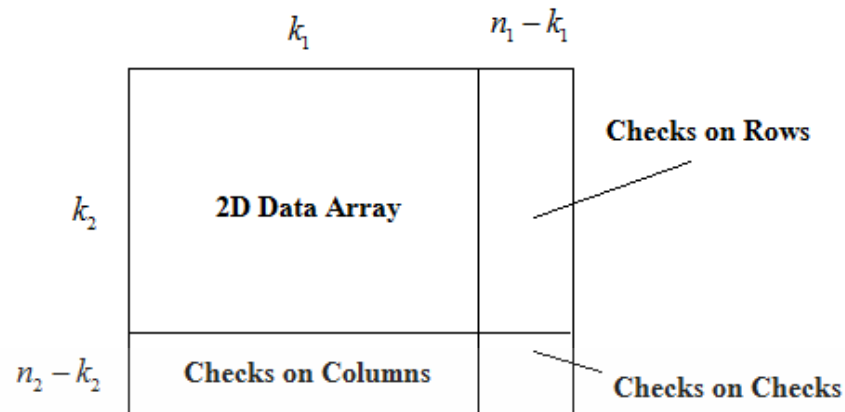 k₁
n₁ − k₁
Checks on Rows
k₂
2D Data Array
n₂ − k₂
Checks on Columns
Checks on Checks